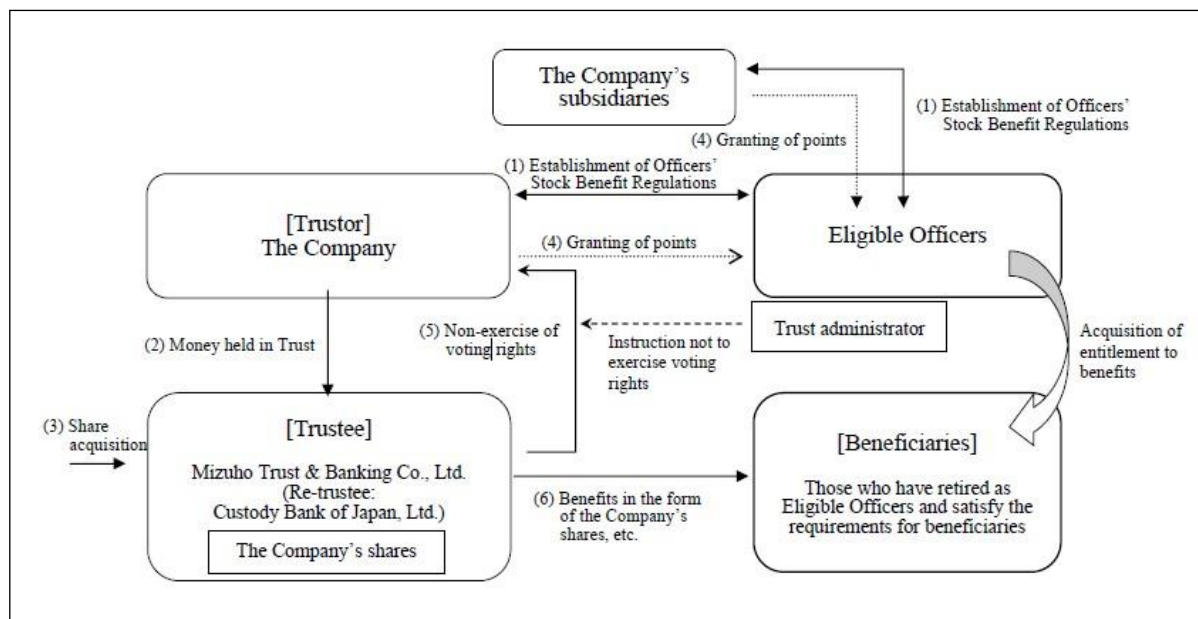 The Company's
subsidiaries
(1) Establishment of Officers'
Stock Benefit Regulations
(4) Granting of points
(1) Establishment of Officers'
Stock Benefit Regulations
[Trustor]
The Company
Eligible Officers
(4) Granting of points
(2) Money held in Trust
(5) Non-exercise of
voting rights
Instruction not to
exercise voting
rights
Trust administrator
Acquisition of
entitlement to
benefits
(3) Share
acquisition
[Trustee]
Mizuho Trust & Banking Co., Ltd.
(Re-trustee:
Custody Bank of Japan, Ltd.)
The Company's shares
(6) Benefits in the form
of the Company's
shares, etc.
[Beneficiaries]
Those who have retired as
Eligible Officers and satisfy the
requirements for beneficiaries